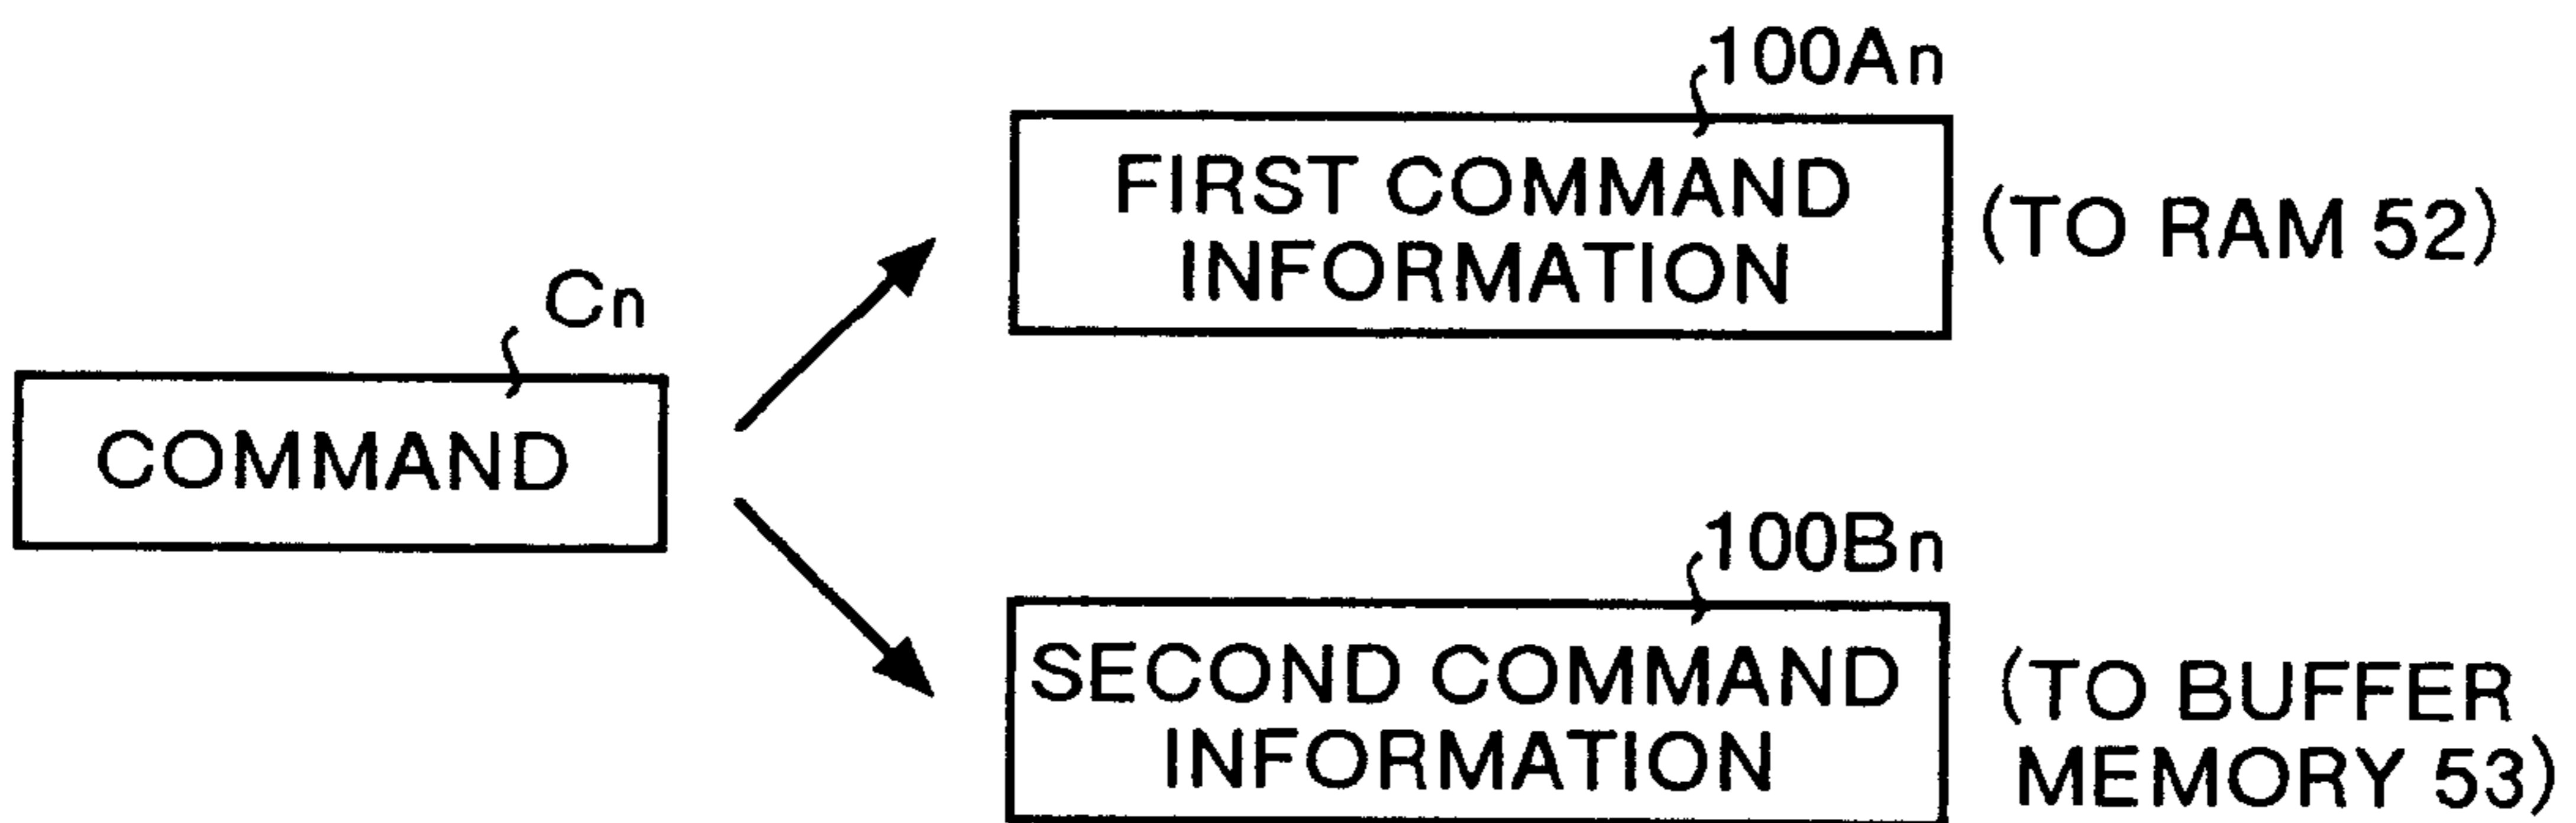 100An
FIRST COMMAND
INFORMATION
(TO RAM 52)
Cn
COMMAND
100Bn
SECOND COMMAND
INFORMATION
(TO BUFFER
MEMORY 53)